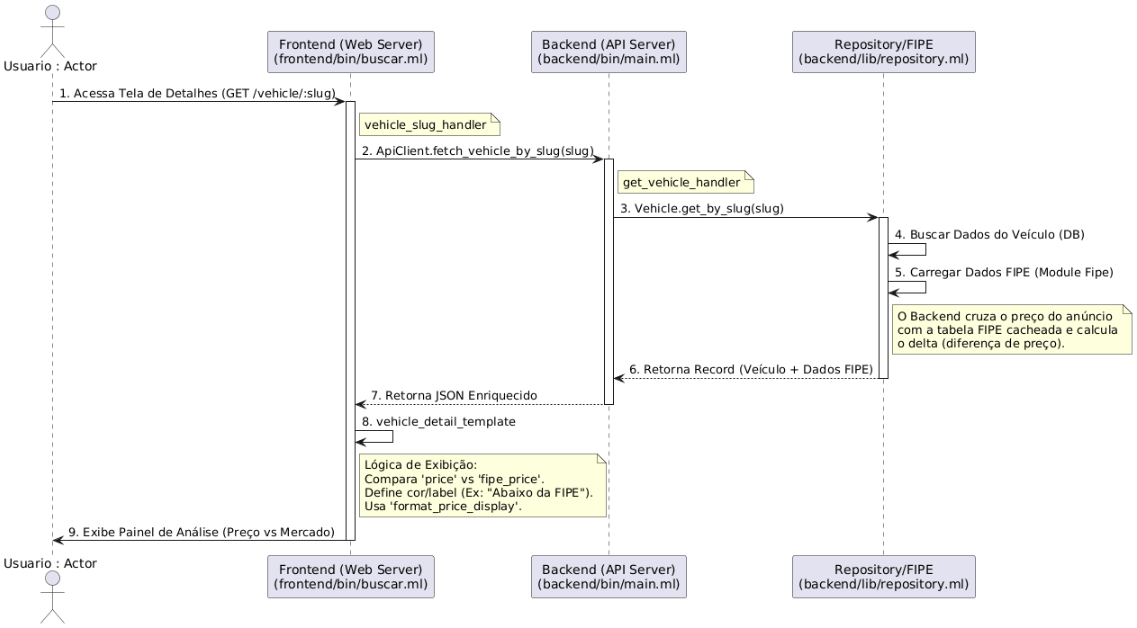 Usuario : Actor
Frontend (Web Server)
(frontend/bin/buscar.ml)
Backend (API Server)
(backend/bin/main.ml)
Repository/FIPE
(backend/lib/repository.ml)
1. Acessa Tela de Detalhes (GET /vehicle/:slug)
vehicle_slug_handler
2. ApiClient.fetch_vehicle_by_slug(slug)
get_vehicle_handler
3. Vehicle.get_by_slug(slug)
4. Buscar Dados do Veículo (DB)
5. Carregar Dados FIPE (Module Fipe)
O Backend cruza o preço do anúncio
com a tabela FIPE cacheada e calcula
o delta (diferença de preço).
6. Retorna Record (Veículo + Dados FIPE)
7. Retorna JSON Enriquecido
8. vehicle_detail_template
Lógica de Exibição:
Compara 'price' vs 'fipe_price'.
Define cor/label (Ex: "Abaixo da FIPE").
Usa 'format_price_display'.
9. Exibe Painel de Análise (Preço vs Mercado)
Usuario : Actor
Frontend (Web Server)
(frontend/bin/buscar.ml)
Backend (API Server)
(backend/bin/main.ml)
Repository/FIPE
(backend/lib/repository.ml)